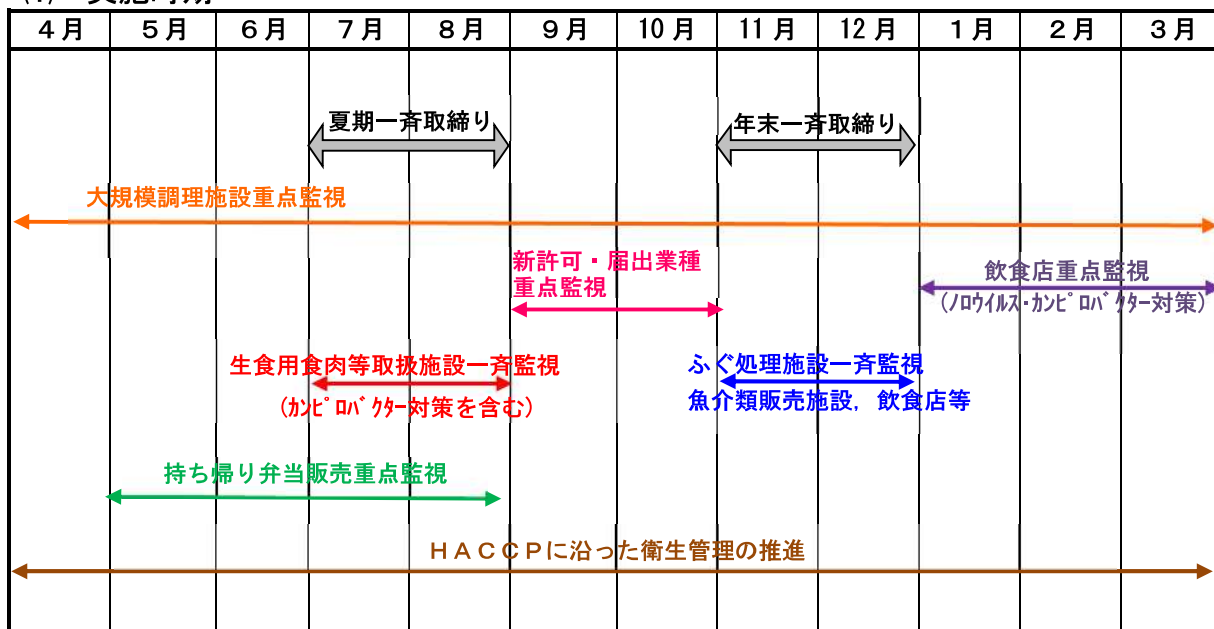 (1) 実施時期
4月 5月 6月 7月 8月 9月 10月 11月 12月 1月 2月 3月
夏期一斉取締り
年末一斉取締り
大規模調理施設重点監視
新許可・届出業種
重点監視
飲食店重点監視
(ﾉﾛｳｲﾙｽ･ｶﾝﾋﾟﾛﾊﾞｸﾀｰ対策)
生食用食肉等取扱施設一斉監視
(ｶﾝﾋﾟﾛﾊﾞｸﾀｰ対策を含む)
ふぐ処理施設一斉監視
魚介類販売施設，飲食店等
持ち帰り弁当販売重点監視
ＨＡＣＣＰに沿った衛生管理の推進